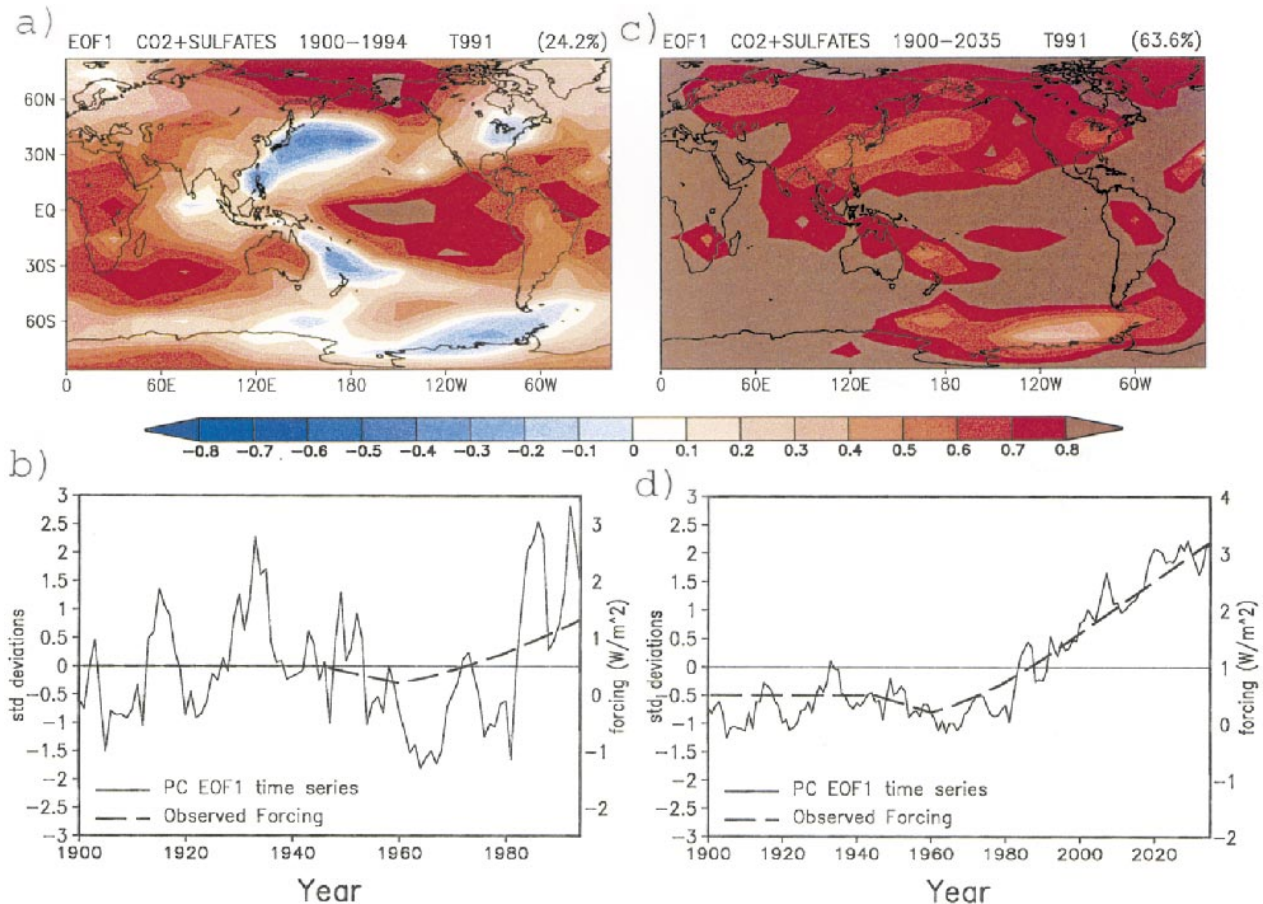 a)
EOF1 CO2+SULFATES 1900-1994 T991 (24.2%)
60N
30N
EQ
30S
60S
0 60E 120E 180 120W 60W
c)
EOF1 CO2+SULFATES 1900-2035 T991 (63.6%)
0 60E 120E 180 120W 60W
-0.8 -0.7 -0.6 -0.5 -0.4 -0.3 -0.2 -0.1 0 0.1 0.2 0.3 0.4 0.5 0.6 0.7 0.8
b)
std deviations
3
2.5
2
1.5
1
0.5
0
-0.5
-1
-1.5
-2
-2.5
-3
PC EOF1 time series
Observed Forcing
3
2
1
0
-1
-2
forcing (W/m^2)
1900 1920 1940 1960 1980
Year
d)
std deviations
3
2.5
2
1.5
1
0.5
0
-0.5
-1
-1.5
-2
-2.5
-3
PC EOF1 time series
Observed Forcing
4
3
2
1
0
-1
-2
forcing (W/m^2)
1900 1920 1940 1960 1980 2000 2020
Year